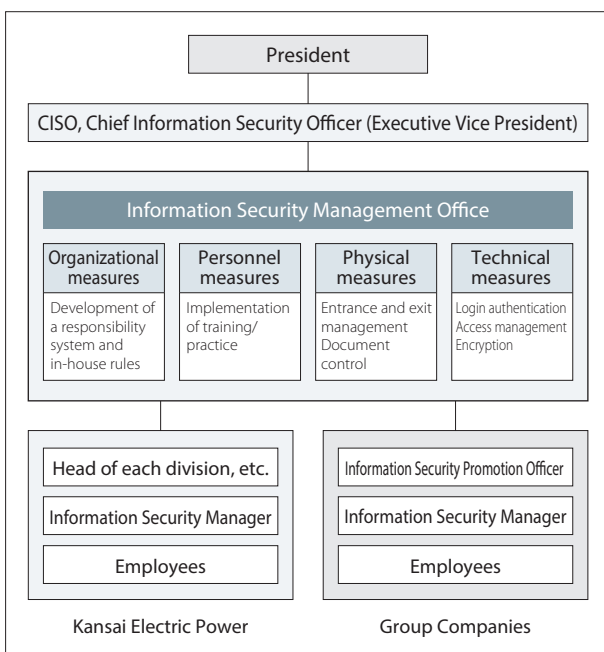 President
CISO, Chief Information Security Officer (Executive Vice President)
Information Security Management Office
Organizational
measures
Development of
a responsibility
system and
in-house rules
Personnel
measures
Implementation
of training/
practice
Physical
measures
Entrance and exit
management
Document
control
Technical
measures
Login authentication
Access management
Encryption
Head of each division, etc.
Information Security Manager
Employees
Kansai Electric Power
Information Security Promotion Officer
Information Security Manager
Employees
Group Companies